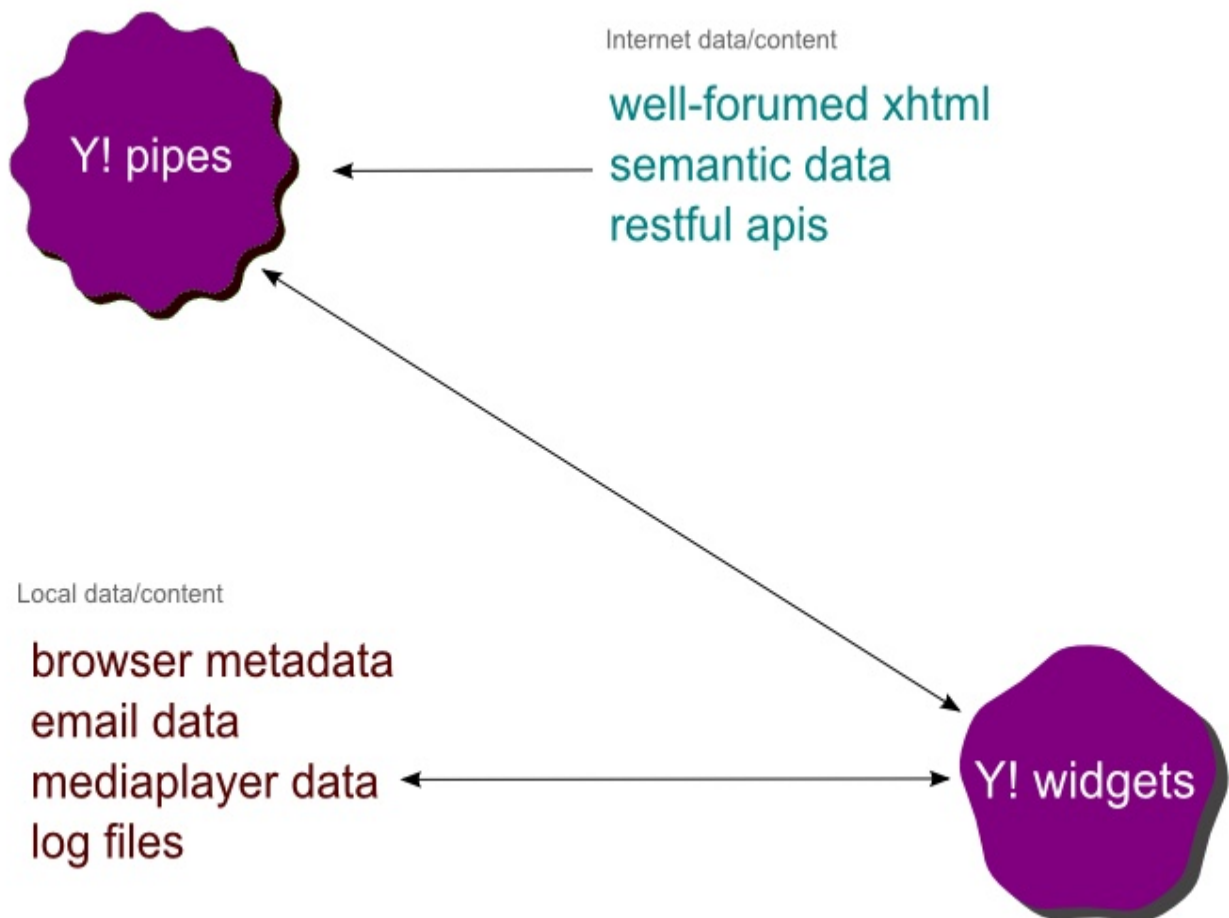 Y! pipes
Internet data/content
well-forumed xhtml
semantic data
restful apis
Local data/content
browser metadata
email data
mediaplayer data
log files
Y! widgets